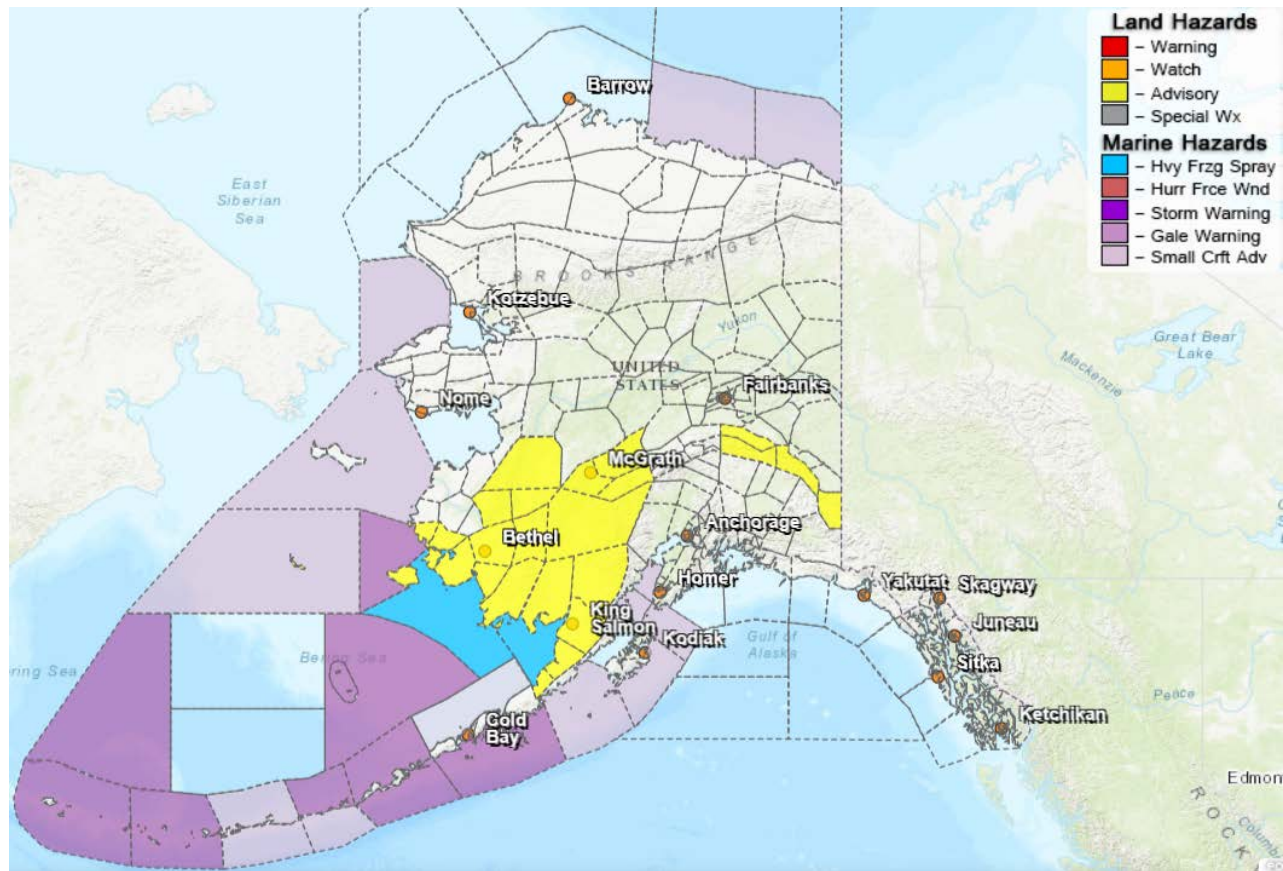 Land Hazards
– Warning
– Watch
– Advisory
– Special Wx
Marine Hazards
– Hvy Frzg Spray
– Hurr Frce Wnd
– Storm Warning
– Gale Warning
– Small Crft Adv
Barrow
East
Siberian
Sea
BROOKS RANGE
Kotzebue
Yukon
Great Bear
Lake
UNITED
STATES
Mackenzie
Fairbanks
Nome
McGrath
Anchorage
Bethel
Homer
Yakutat
Skagway
King
Salmon
Juneau
Kodiak
Gulf of
Alaska
Bering Sea
ering Sea
Sitka
Peace
Gold
Bay
Ketchikan
Edmon
ROCK
Columbia